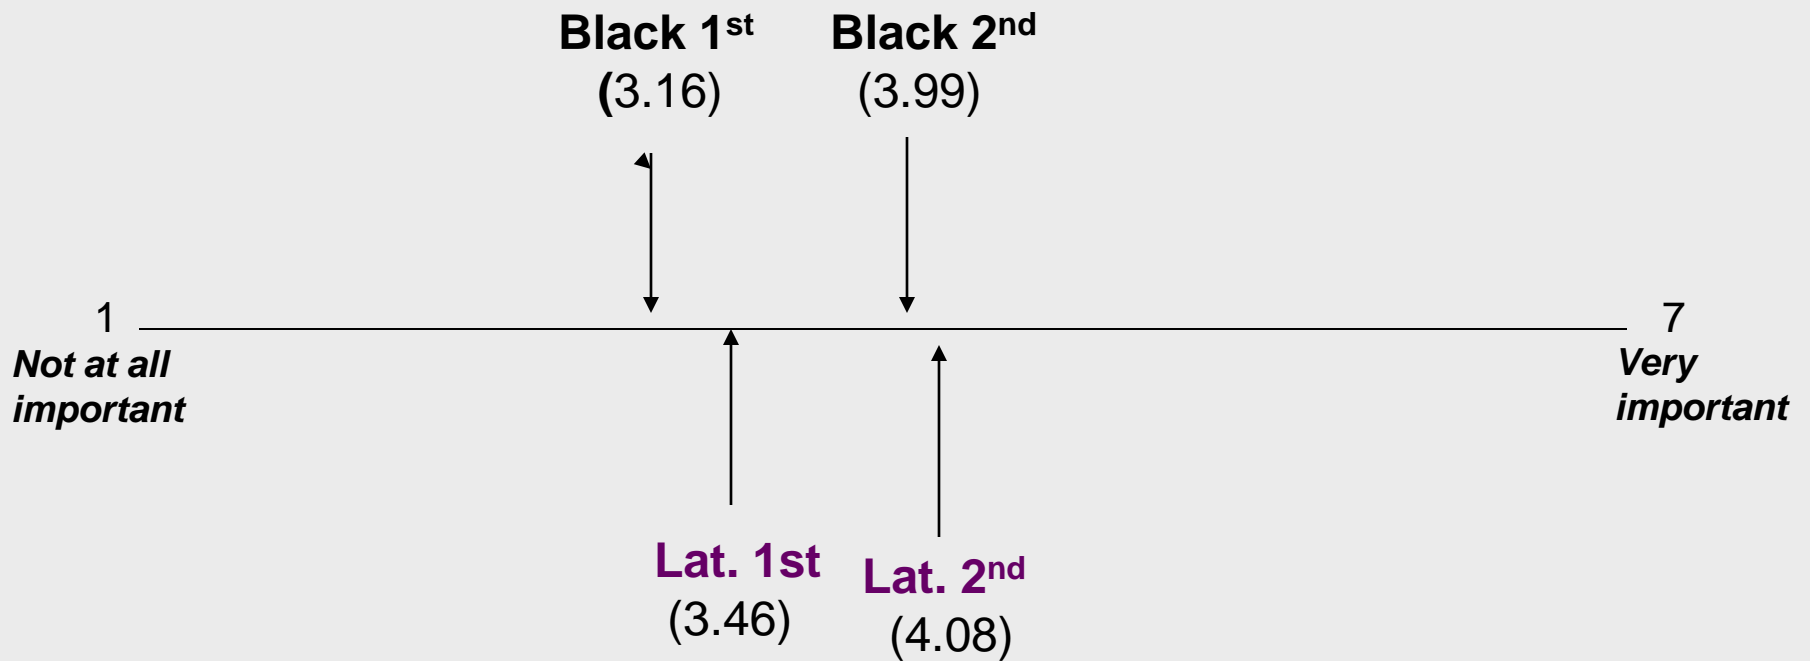 Black 1st
(3.16)
Black 2nd
(3.99)
1
Not at all
important
7
Very
important
Lat. 1st
(3.46)
Lat. 2nd
(4.08)